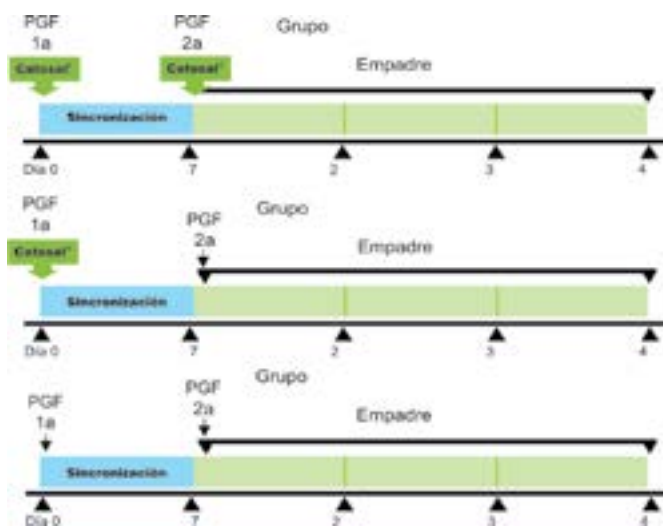 PGF
1a
PGF
2a
Grupo
Catosal®
Catosal®
Empadre
Sincronización
Día 0 7 2 3 4
PGF
1a
Grupo
PGF
2a
Catosal®
Empadre
Sincronización
Día 0 7 2 3 4
Grupo
PGF
1a
PGF
2a
Empadre
Sincronización
Día 0 7 2 3 4